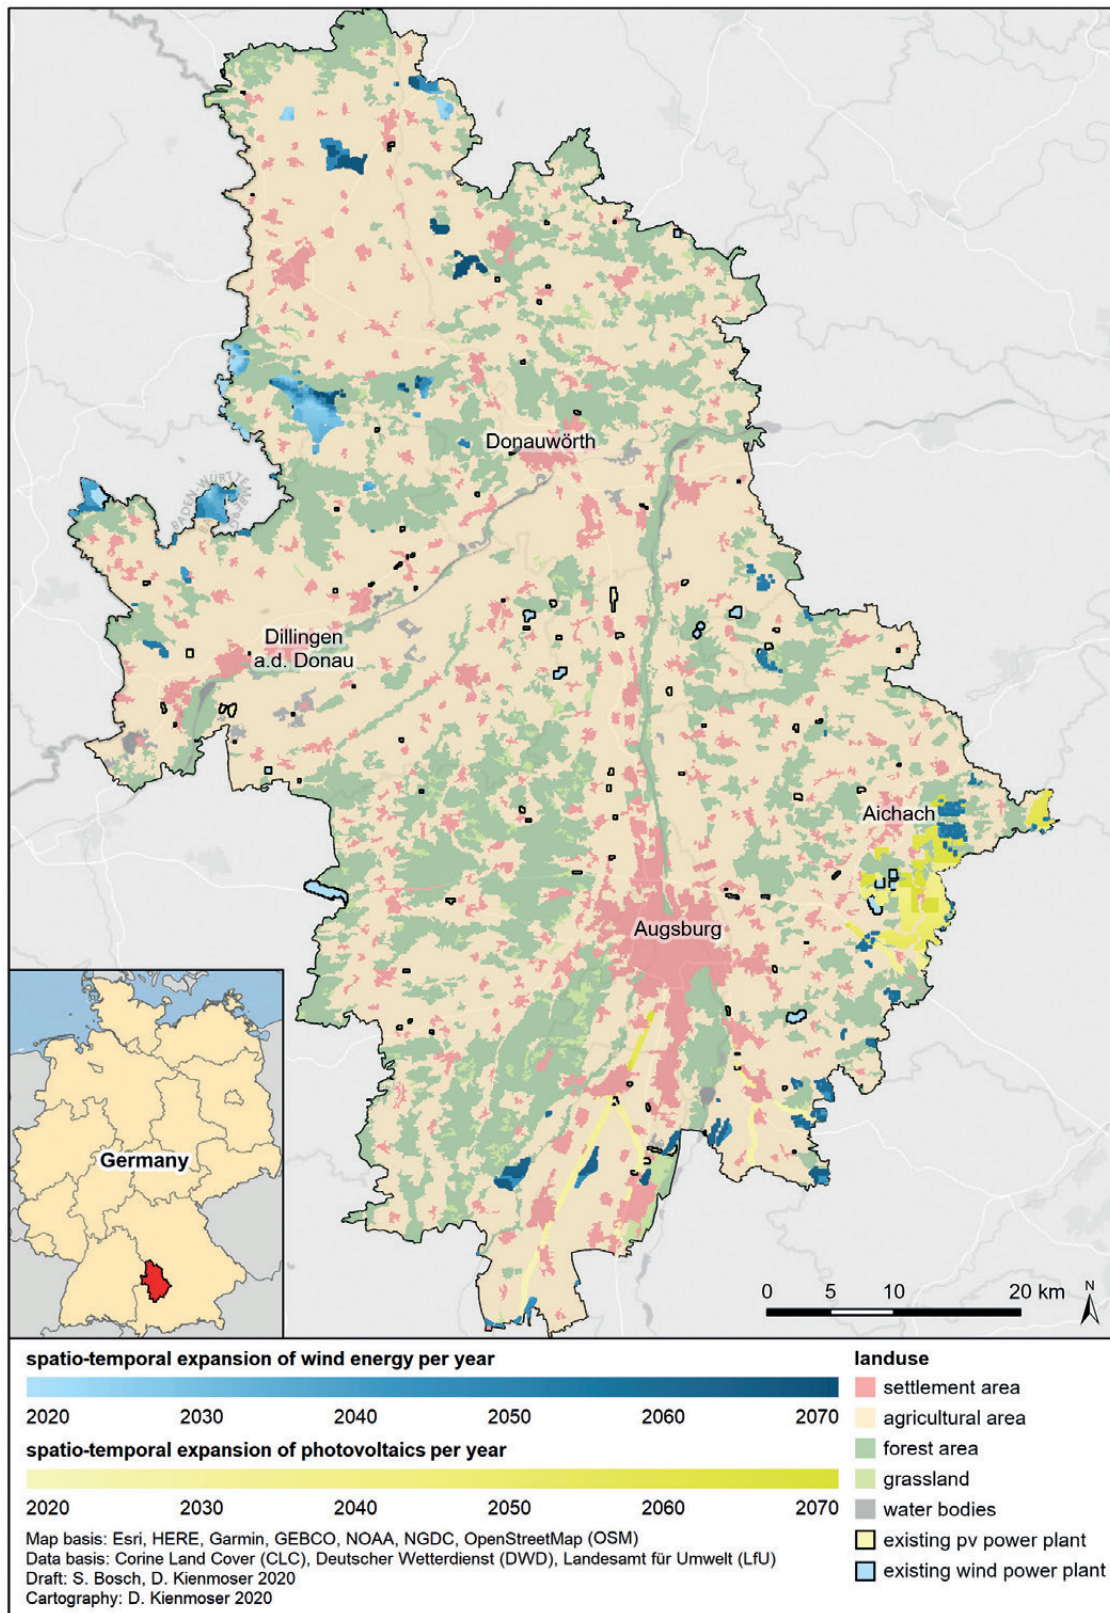 Donauwörth
BADEN-WÜRTTEMBERG
Dillingen
a.d. Donau
Aichach
Augsburg
Germany
0 5 10 20 km
N
spatio-temporal expansion of wind energy per year
2020 2030 2040 2050 2060 2070
spatio-temporal expansion of photovoltaics per year
2020 2030 2040 2050 2060 2070
Map basis: Esri, HERE, Garmin, GEBCO, NOAA, NGDC, OpenStreetMap (OSM)
Data basis: Corine Land Cover (CLC), Deutscher Wetterdienst (DWD), Landesamt für Umwelt (LfU)
Draft: S. Bosch, D. Kienmoser 2020
Cartography: D. Kienmoser 2020
landuse
settlement area
agricultural area
forest area
grassland
water bodies
existing pv power plant
existing wind power plant